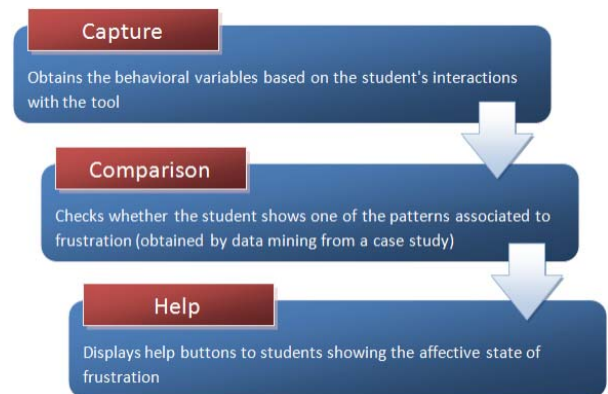 Capture
Obtains the behavioral variables based on the student's interactions
with the tool
Comparison
Checks whether the student shows one of the patterns associated to
frustration (obtained by data mining from a case study)
Help
Displays help buttons to students showing the affective state of
frustration